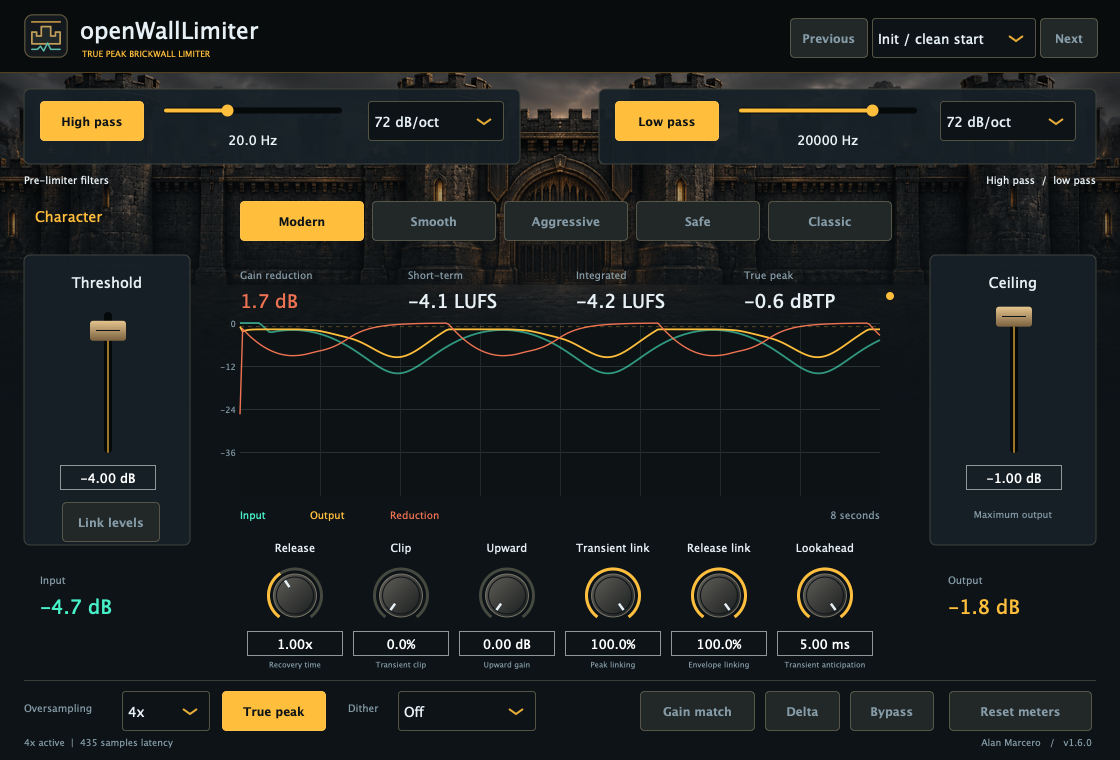 openWallLimiter
TRUE PEAK BRICKWALL LIMITER
Previous
Init / clean start
Next
High pass
20.0 Hz
72 dB/oct
Low pass
20000 Hz
72 dB/oct
Pre-limiter filters
High pass / low pass
Character
Modern
Smooth
Aggressive
Safe
Classic
Threshold
-4.00 dB
Link levels
Input
-4.7 dB
Gain reduction
1.7 dB
Short-term
-4.1 LUFS
Integrated
-4.2 LUFS
True peak
-0.6 dBTP
0
-12
-24
-36
Input
Output
Reduction
8 seconds
Ceiling
-1.00 dB
Maximum output
Output
-1.8 dB
Release
1.00x
Recovery time
Clip
0.0%
Transient clip
Upward
0.00 dB
Upward gain
Transient link
100.0%
Peak linking
Release link
100.0%
Envelope linking
Lookahead
5.00 ms
Transient anticipation
Oversampling
4x
True peak
Dither
Off
Gain match
Delta
Bypass
Reset meters
4x active | 435 samples latency
Alan Marcero / v1.6.0